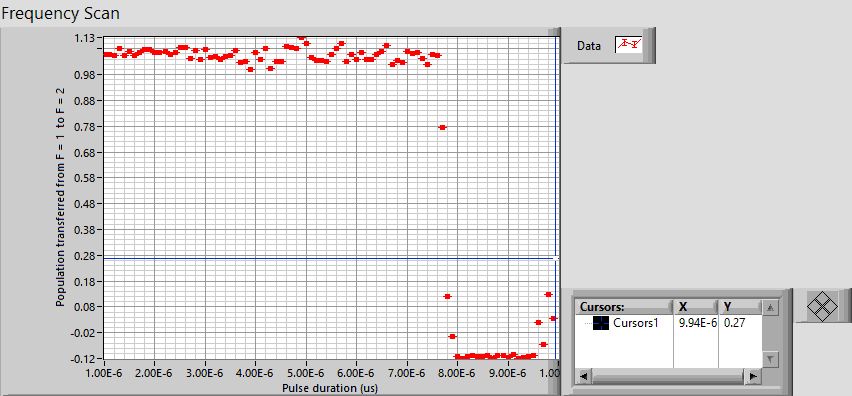 Frequency Scan
Population transferred from F = 1 to F = 2
1.13
0.98
0.88
0.78
0.68
0.58
0.48
0.38
0.28
0.18
0.08
-0.02
-0.12
1.00E-6 2.00E-6 3.00E-6 4.00E-6 5.00E-6 6.00E-6 7.00E-6 8.00E-6 9.00E-6 1.00
Pulse duration (us)
Data
Cursors: X Y
Cursors1 9.94E-6 0.27